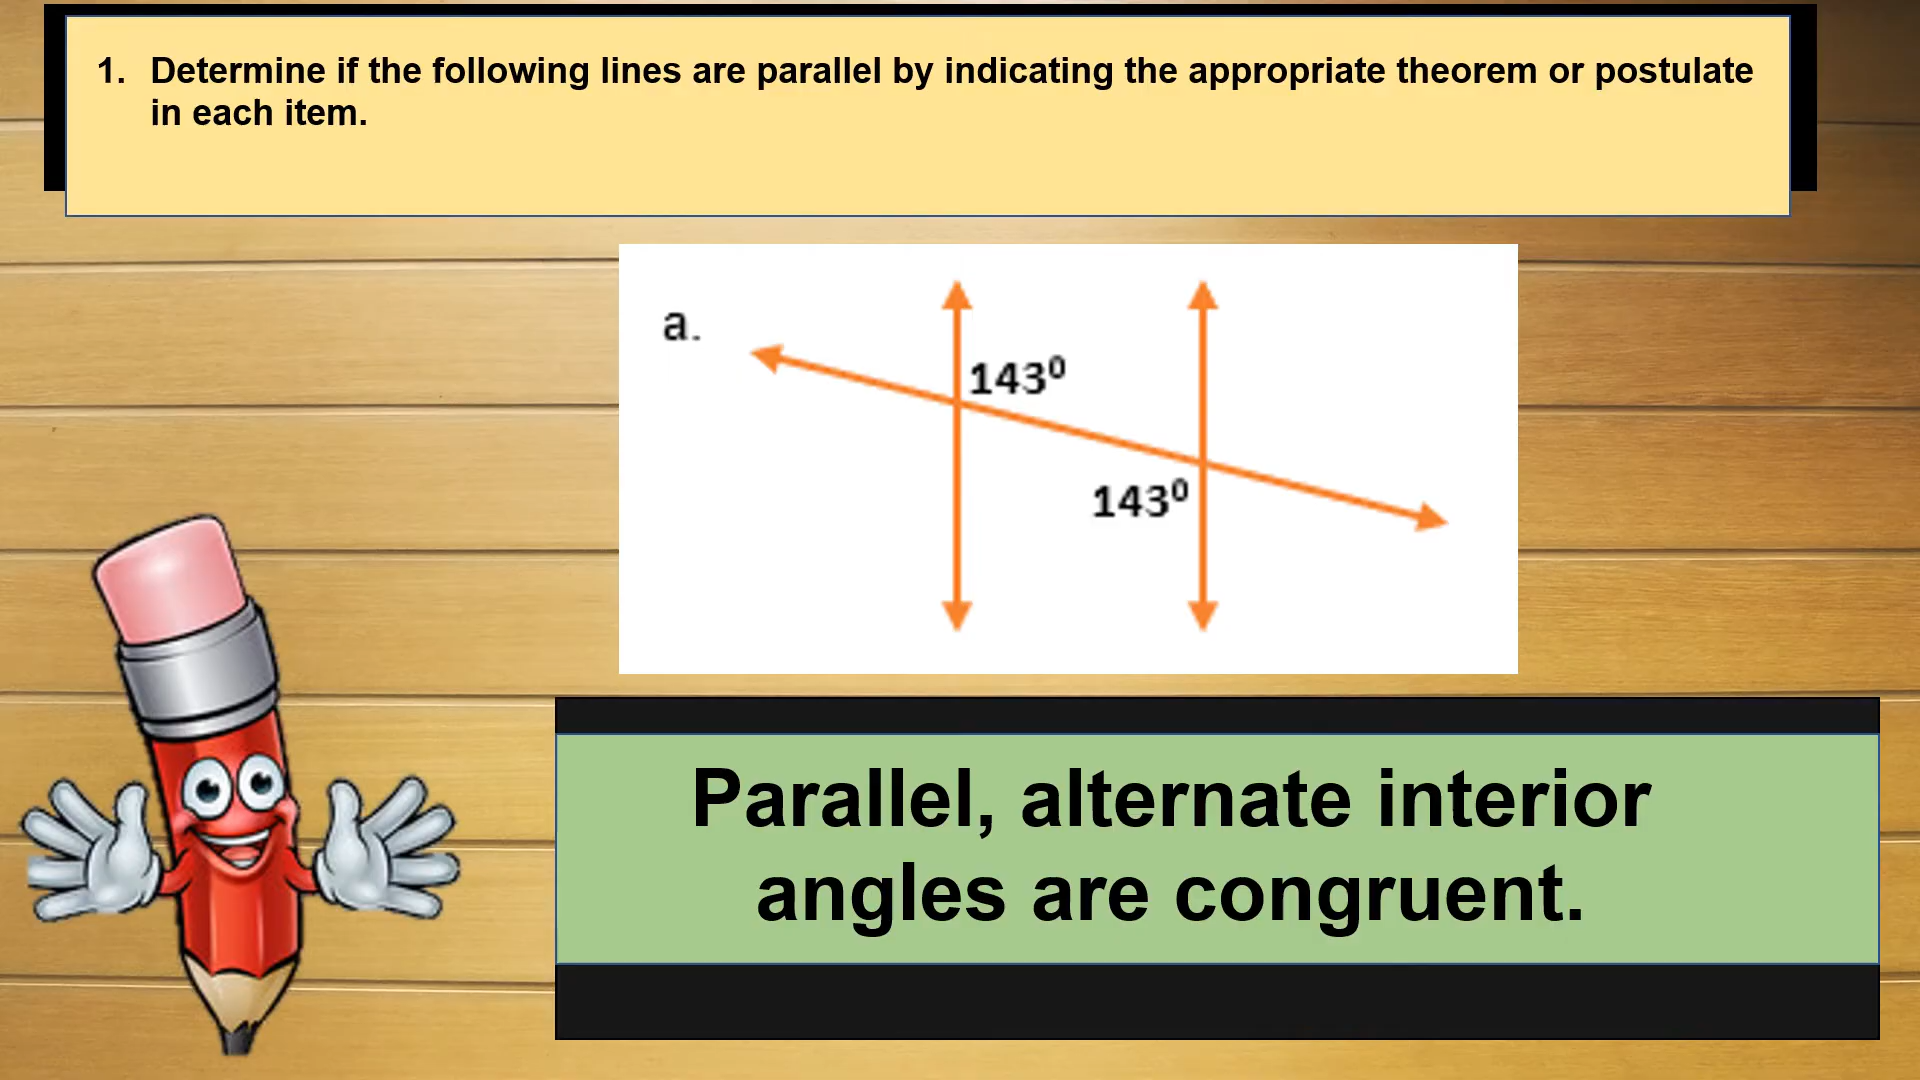 1. Determine if the following lines are parallel by indicating the appropriate theorem or postulate
in each item.
a.
143⁰
143⁰
Parallel, alternate interior
angles are congruent.